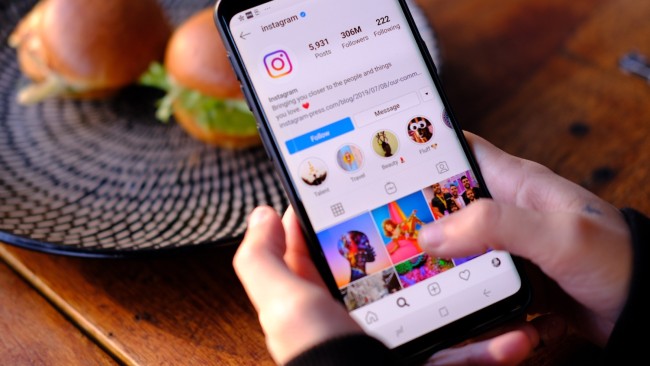 instagram
5,931
306M
222
Posts
Followers
Following
Instagram
Bringing you closer to the people and things
you love ❤️
instagram-press.com/blog/2019/07/08/our-comm...
Follow
Message
Talent
Travel
Beauty
Fluff